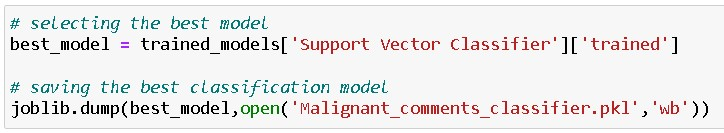 # selecting the best model
best_model = trained_models['Support Vector Classifier']['trained']
# saving the best classification model
joblib.dump(best_model,open('Malignant_comments_classifier.pkl','wb'))